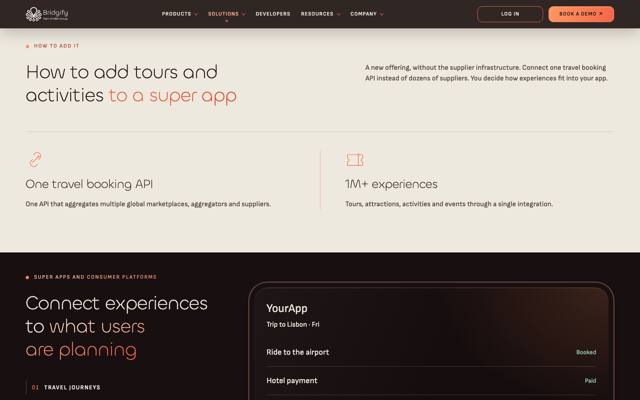 Bridgify
PRODUCTS
SOLUTIONS
DEVELOPERS
RESOURCES
COMPANY
LOG IN
BOOK A DEMO ↗
HOW TO ADD IT
How to add tours and
activities to a super app
A new offering, without the supplier infrastructure. Connect one travel booking
API instead of dozens of suppliers. You decide how experiences fit into your app.
One travel booking API
One API that aggregates multiple global marketplaces, aggregators and suppliers.
1M+ experiences
Tours, attractions, activities and events through a single integration.
SUPER APPS AND CONSUMER PLATFORMS
Connect experiences
to what users
are planning
01 TRAVEL JOURNEYS
YourApp
Trip to Lisbon · Fri
Ride to the airport
Booked
Hotel payment
Paid